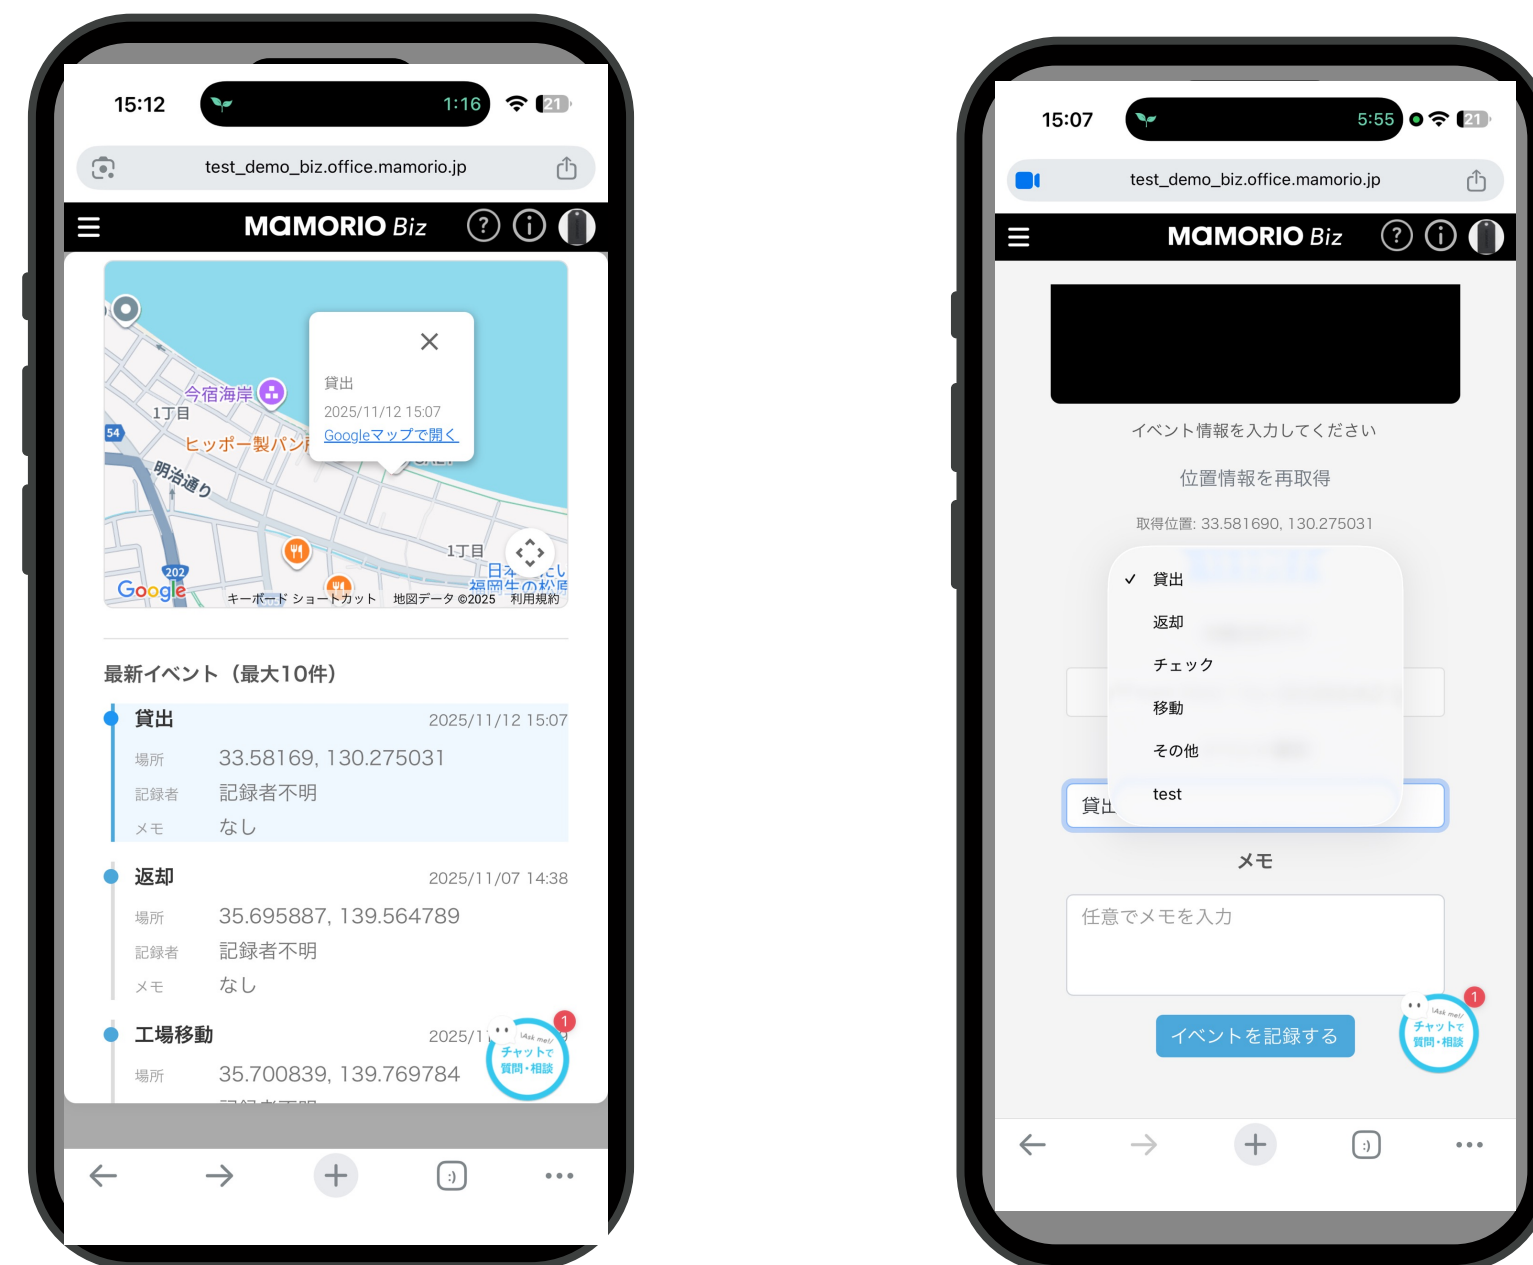 15:12
1:16
21
test_demo_biz.office.mamorio.jp
MAMORIO Biz
貸出
2025/11/12 15:07
Googleマップで開く
今宿海岸
1丁目
54
ヒッポー製パン
明治通り
1丁目
202
Google
キーボード ショートカット
地図データ ©2025
利用規約
最新イベント（最大10件）
貸出 2025/11/12 15:07
場所 33.58169, 130.275031
記録者 記録者不明
メモ なし
返却 2025/11/07 14:38
場所 35.695887, 139.564789
記録者 記録者不明
メモ なし
工場移動 2025/1
場所 35.700839, 139.769784
1
\Ask me!/
チャットで
質問・相談
:)
15:07
5:55
21
test_demo_biz.office.mamorio.jp
MAMORIO Biz
イベント情報を入力してください
位置情報を再取得
取得位置: 33.581690, 130.275031
✓ 貸出
返却
チェック
移動
その他
test
貸出
メモ
任意でメモを入力
イベントを記録する
1
\Ask me!/
チャットで
質問・相談
:)